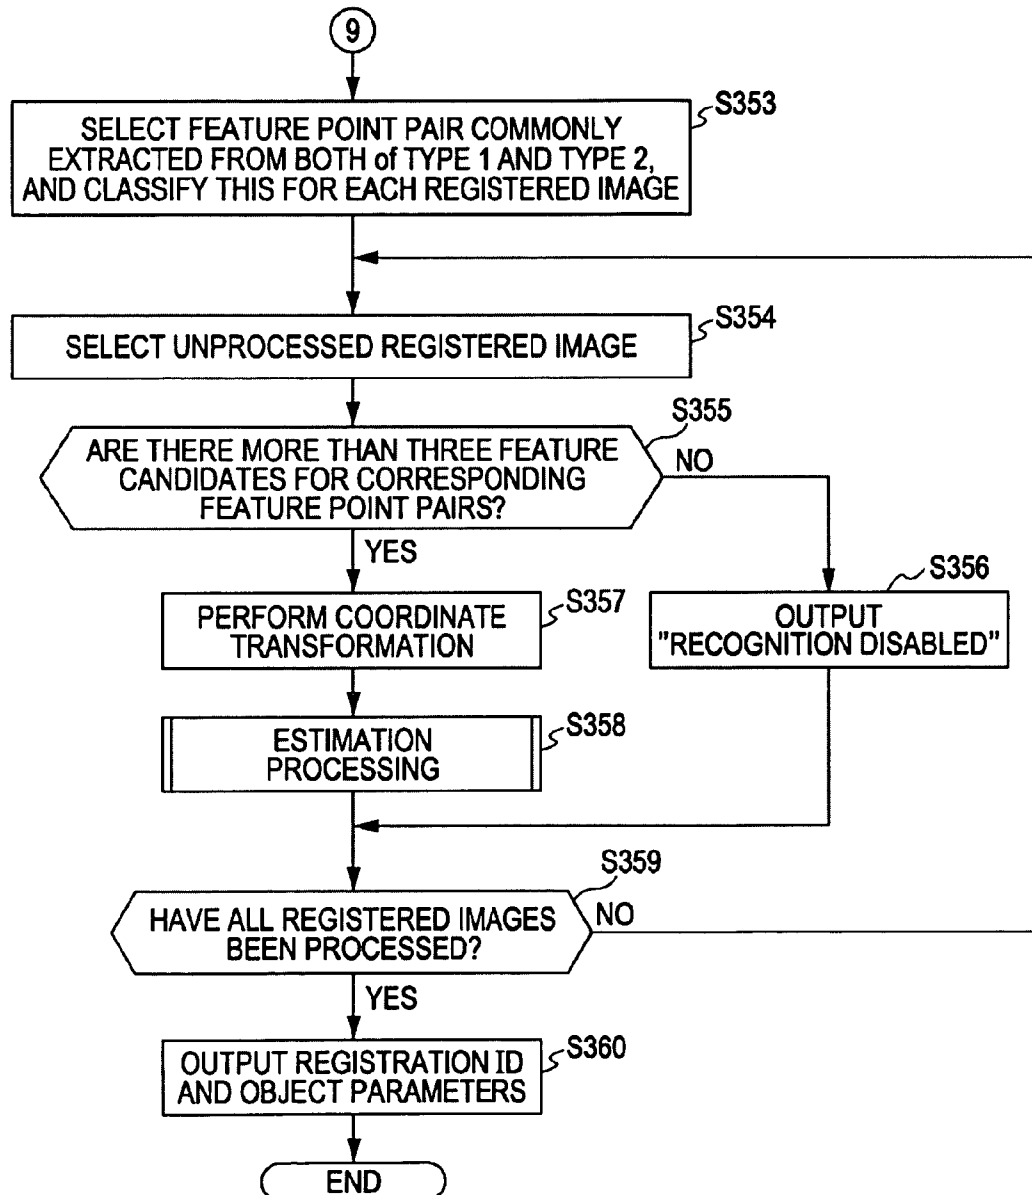 9
S353
SELECT FEATURE POINT PAIR COMMONLY
EXTRACTED FROM BOTH of TYPE 1 AND TYPE 2,
AND CLASSIFY THIS FOR EACH REGISTERED IMAGE
S354
SELECT UNPROCESSED REGISTERED IMAGE
S355
ARE THERE MORE THAN THREE FEATURE
CANDIDATES FOR CORRESPONDING
FEATURE POINT PAIRS?
NO
YES
S356
OUTPUT
"RECOGNITION DISABLED"
S357
PERFORM COORDINATE
TRANSFORMATION
S358
ESTIMATION
PROCESSING
S359
HAVE ALL REGISTERED IMAGES
BEEN PROCESSED?
NO
YES
S360
OUTPUT REGISTRATION ID
AND OBJECT PARAMETERS
END